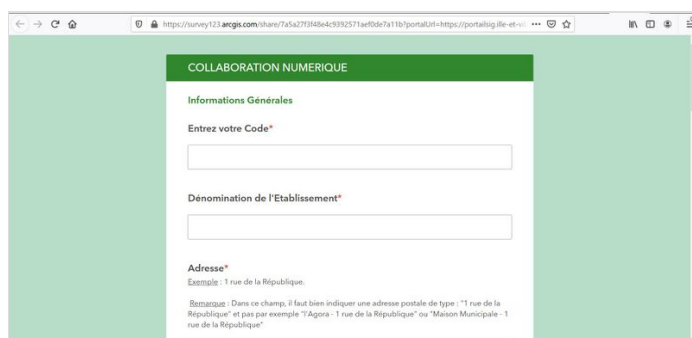 https://survey123.arcgis.com/share/7a5a27f3f48e4c9392571aef0de7a11b?portalUrl=https://portailsig.ille-et-vi
COLLABORATION NUMERIQUE
Informations Générales
Entrez votre Code*
Dénomination de l'Etablissement*
Adresse*
Exemple : 1 rue de la République.
Remarque : Dans ce champ, il faut bien indiquer une adresse postale de type : "1 rue de la
République" et pas par exemple "l'Agora - 1 rue de la République" ou "Maison Municipale - 1
rue de la République"